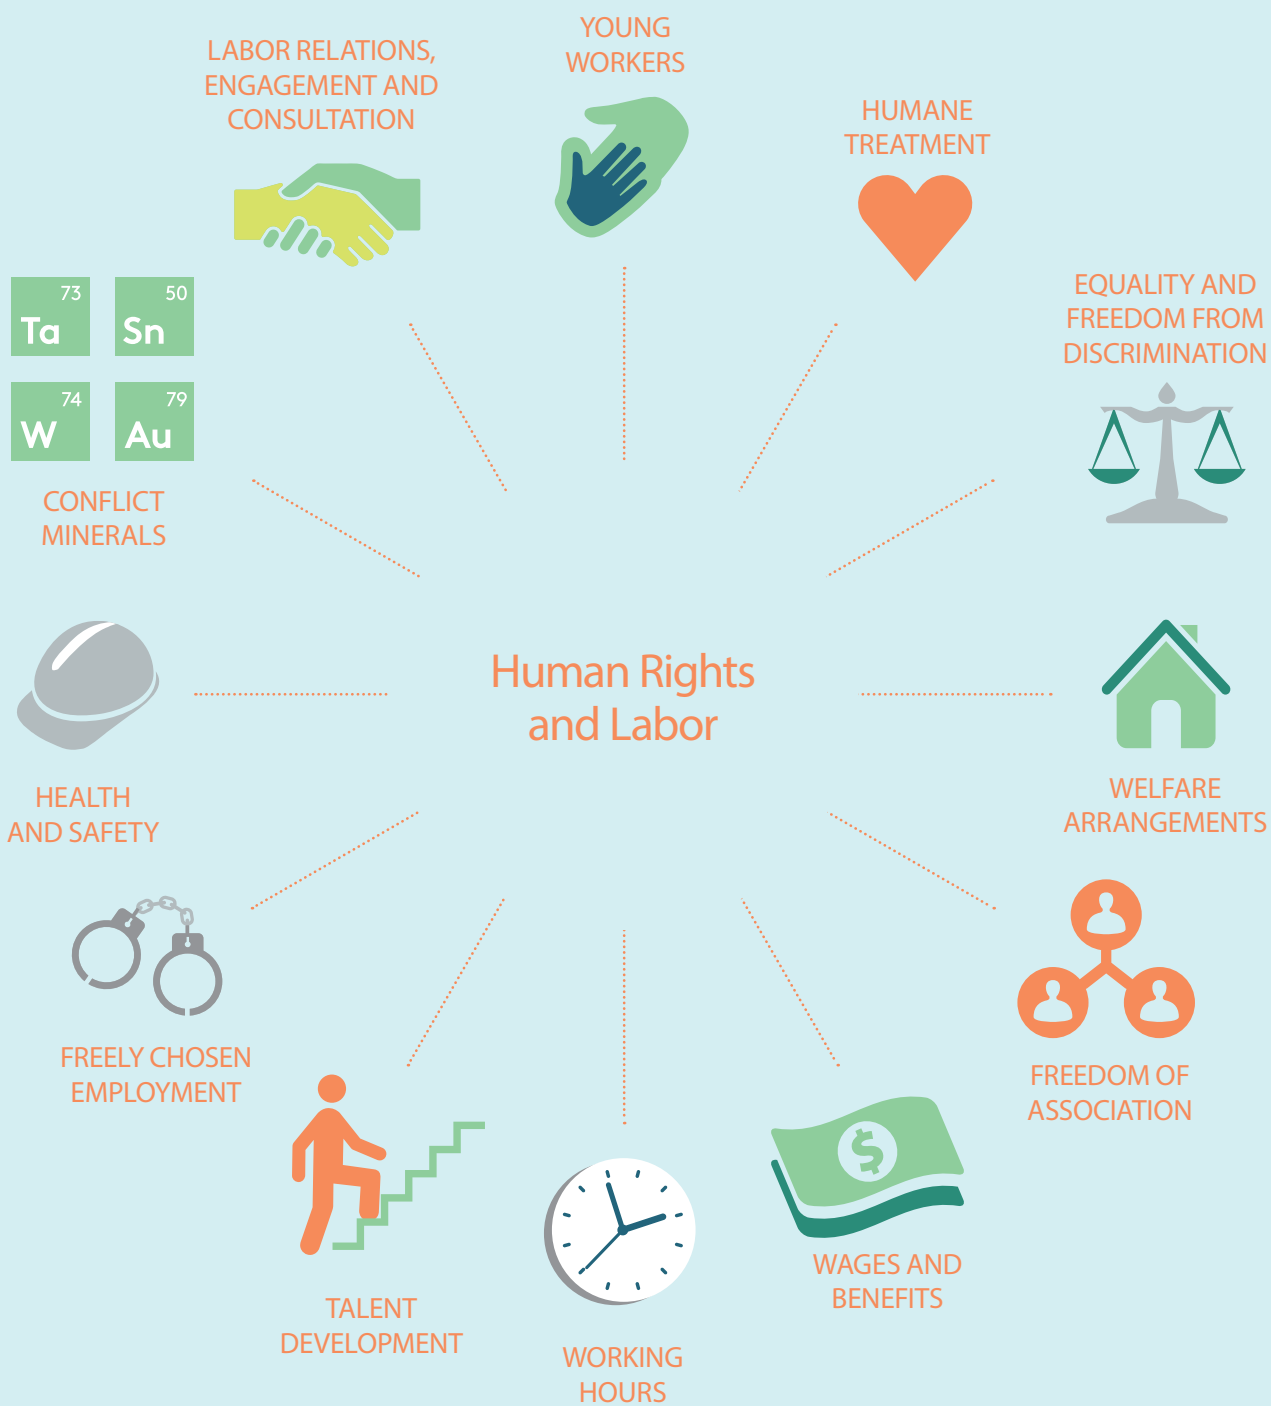 YOUNG
WORKERS
LABOR RELATIONS,
ENGAGEMENT AND
CONSULTATION
HUMANE
TREATMENT
EQUALITY AND
FREEDOM FROM
DISCRIMINATION
73
Ta
50
Sn
74
W
79
Au
CONFLICT
MINERALS
Human Rights
and Labor
HEALTH
AND SAFETY
WELFARE
ARRANGEMENTS
FREELY CHOSEN
EMPLOYMENT
FREEDOM OF
ASSOCIATION
$
WAGES AND
BENEFITS
TALENT
DEVELOPMENT
WORKING
HOURS